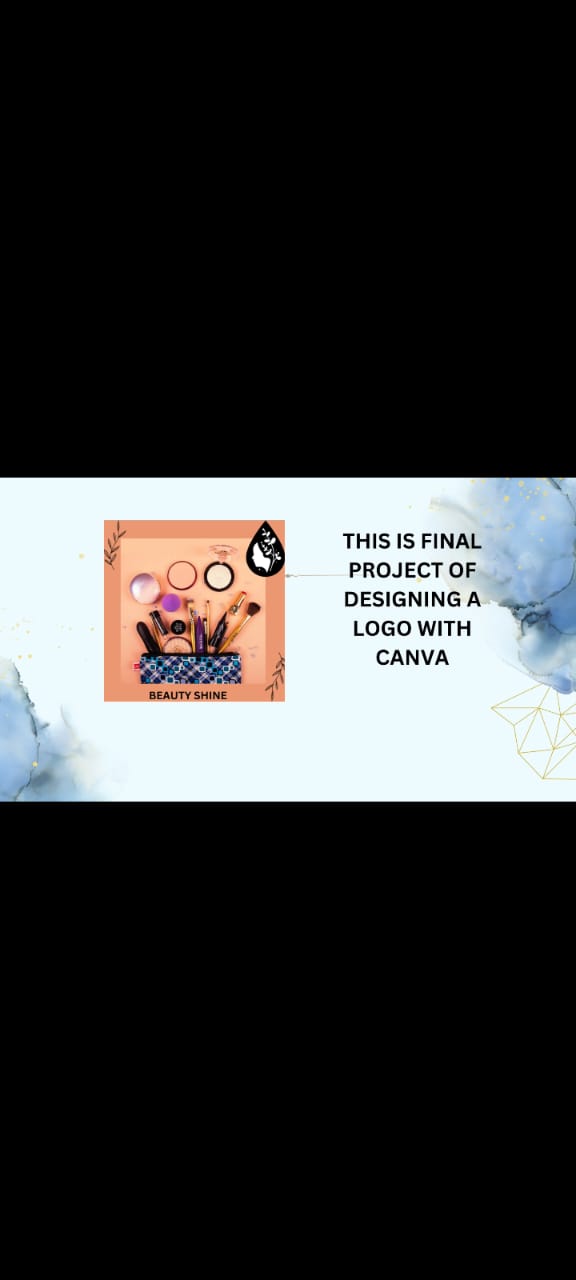 THIS IS FINAL
PROJECT OF
DESIGNING A
LOGO WITH
CANVA
BEAUTY SHINE